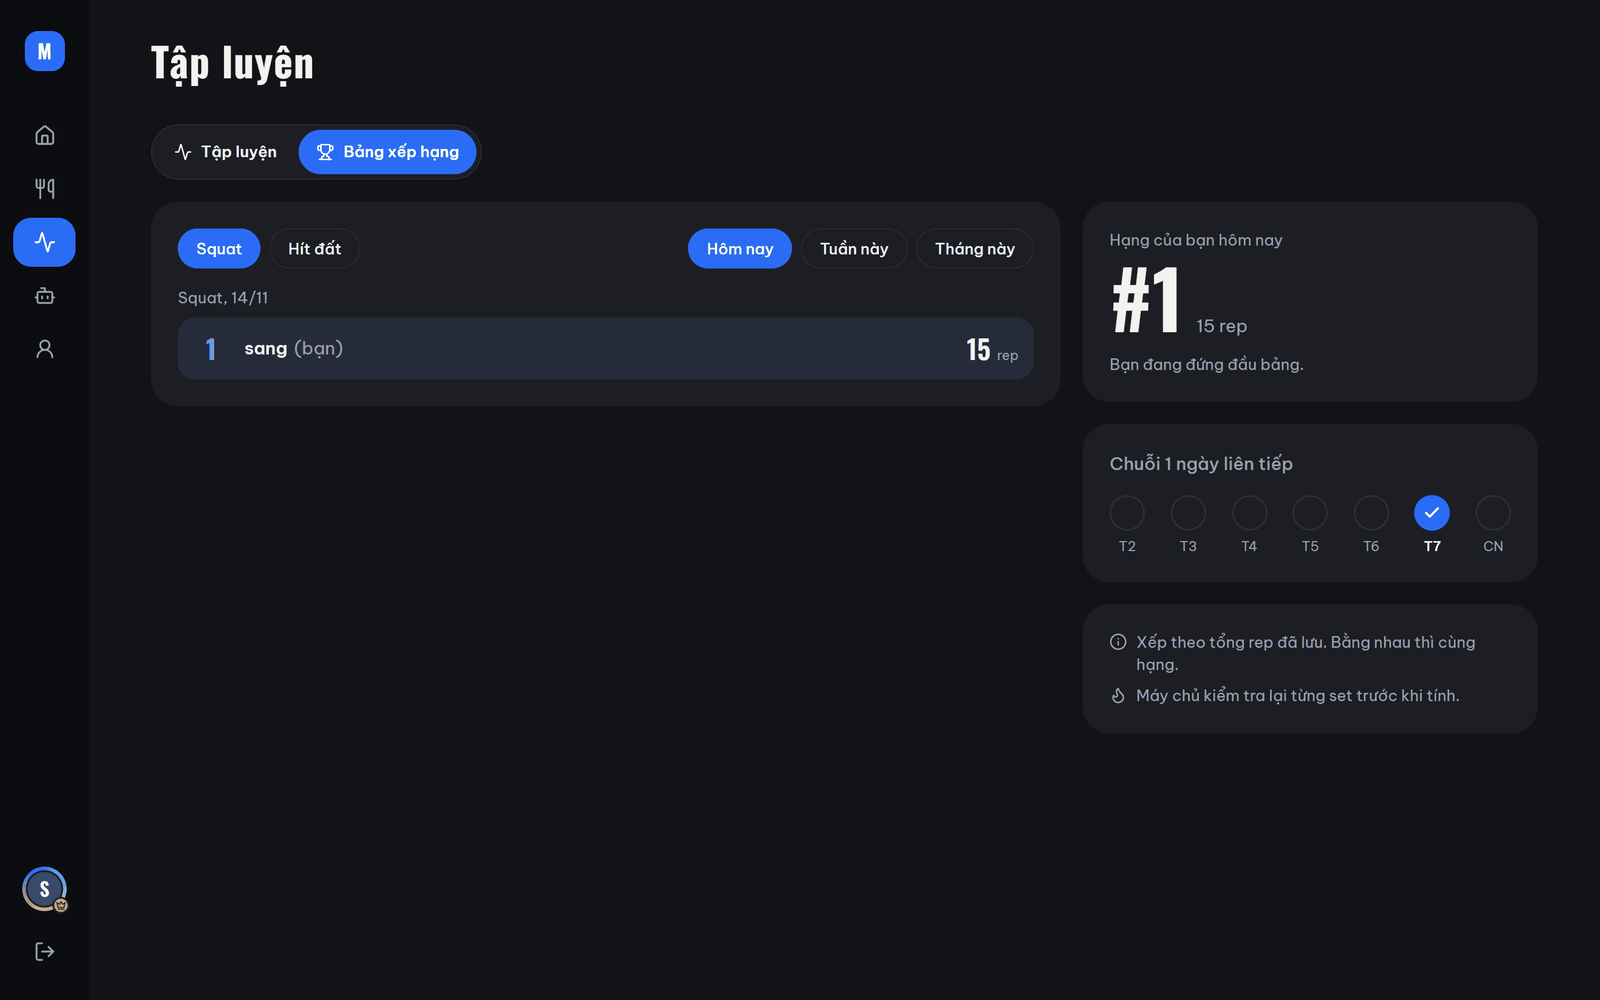 M
Tập luyện
Tập luyện
Bảng xếp hạng
Squat
Hít đất
Hôm nay
Tuần này
Tháng này
Squat, 14/11
1 sang (bạn) 15 rep
Hạng của bạn hôm nay
#1 15 rep
Bạn đang đứng đầu bảng.
Chuỗi 1 ngày liên tiếp
T2 T3 T4 T5 T6 T7 CN
Xếp theo tổng rep đã lưu. Bằng nhau thì cùng
hạng.
Máy chủ kiểm tra lại từng set trước khi tính.
S